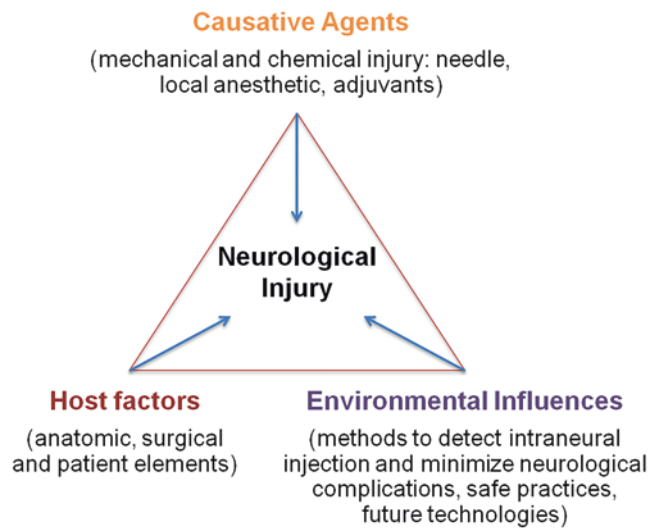 Causative Agents
(mechanical and chemical injury: needle,
local anesthetic, adjuvants)
Neurological
Injury
Host factors
(anatomic, surgical
and patient elements)
Environmental Influences
(methods to detect intraneural
injection and minimize neurological
complications, safe practices,
future technologies)